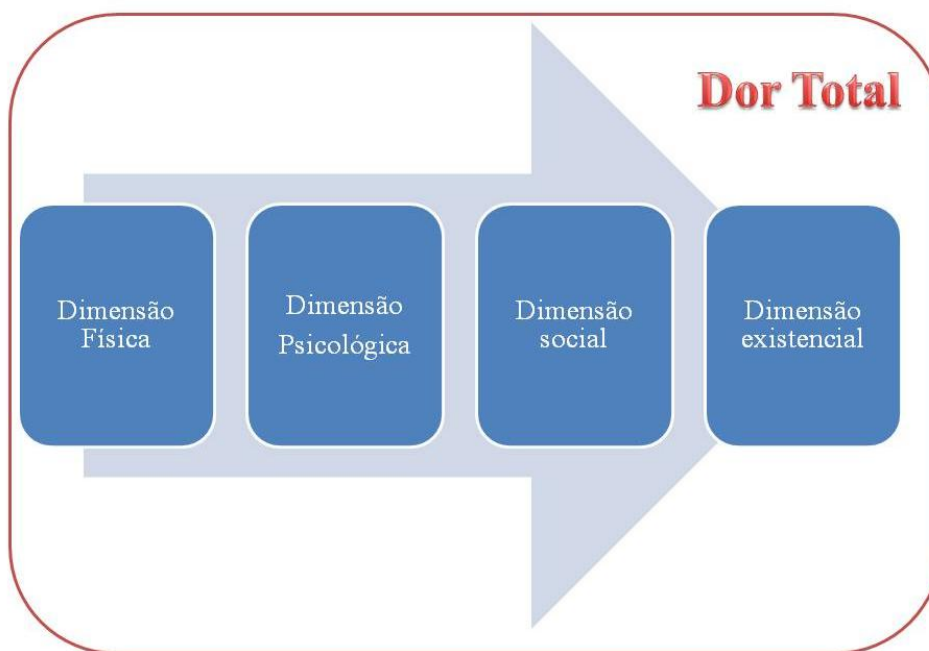 Dor Total
Dimensão
Física
Dimensão
Psicológica
Dimensão
social
Dimensão
existencial